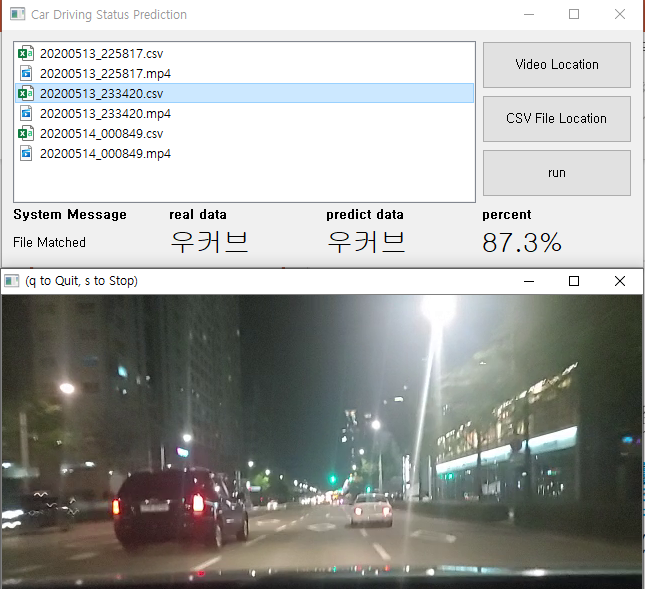 Car Driving Status Prediction
20200513_225817.csv
20200513_225817.mp4
20200513_233420.csv
20200513_233420.mp4
20200514_000849.csv
20200514_000849.mp4
Video Location
CSV File Location
run
System Message real data predict data percent
File Matched 우커브 우커브 87.3%
(q to Quit, s to Stop)